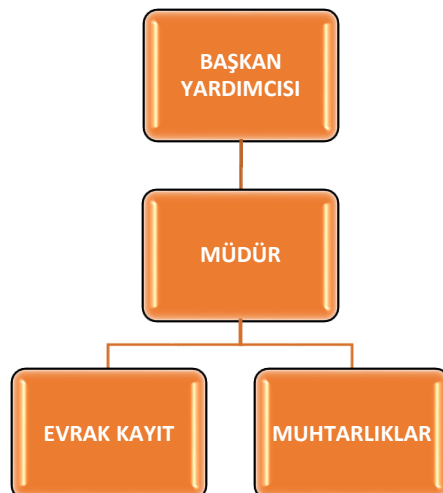 BAŞKAN
YARDIMCISI
MÜDÜR
EVRAK KAYIT
MUHTARLIKLAR